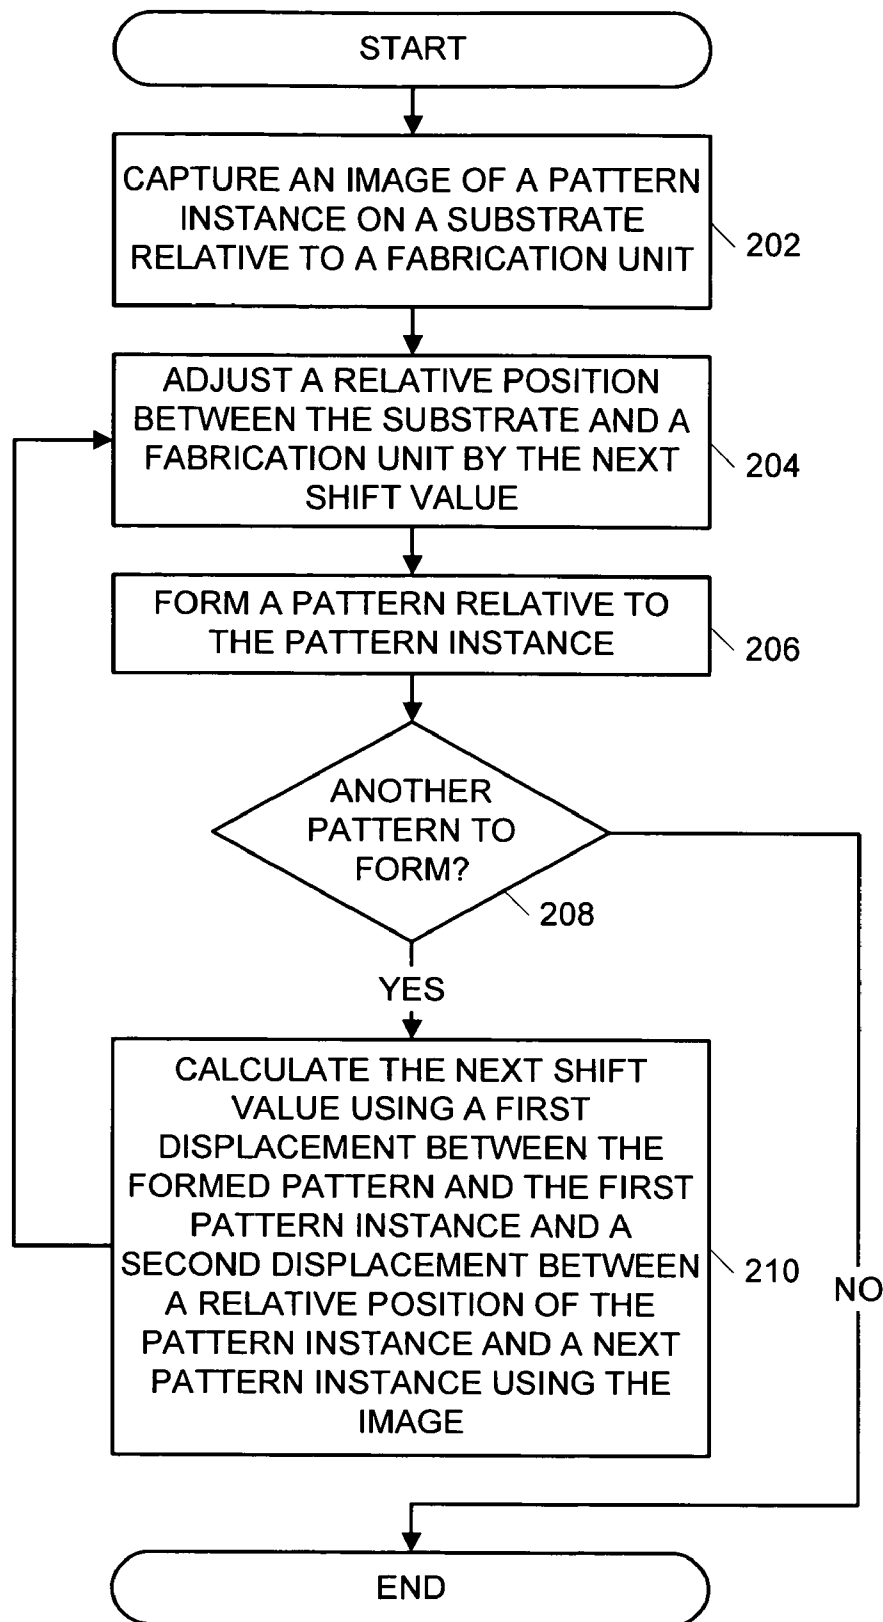 START
CAPTURE AN IMAGE OF A PATTERN
INSTANCE ON A SUBSTRATE
RELATIVE TO A FABRICATION UNIT
202
ADJUST A RELATIVE POSITION
BETWEEN THE SUBSTRATE AND A
FABRICATION UNIT BY THE NEXT
SHIFT VALUE
204
FORM A PATTERN RELATIVE TO
THE PATTERN INSTANCE
206
ANOTHER
PATTERN TO
FORM?
208
YES
CALCULATE THE NEXT SHIFT
VALUE USING A FIRST
DISPLACEMENT BETWEEN THE
FORMED PATTERN AND THE FIRST
PATTERN INSTANCE AND A
SECOND DISPLACEMENT BETWEEN
A RELATIVE POSITION OF THE
PATTERN INSTANCE AND A NEXT
PATTERN INSTANCE USING THE
IMAGE
210
NO
END